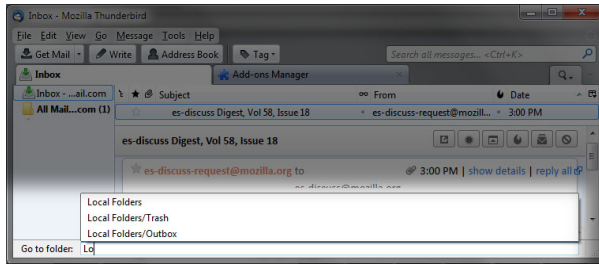 Inbox - Mozilla Thunderbird
File Edit View Go Message Tools Help
Get Mail Write Address Book Tag Search all messages... <Ctrl+K>
Inbox Add-ons Manager
Inbox - ...ail.com Subject From Date
All Mail...com (1) es-discuss Digest, Vol 58, Issue 18 es-discuss-request@mozill... 3:00 PM
es-discuss Digest, Vol 58, Issue 18
es-discuss-request@mozilla.org to 3:00 PM | show details | reply all
es-discuss@mozilla.org
Local Folders
Local Folders/Trash
Local Folders/Outbox
Go to folder: Lo